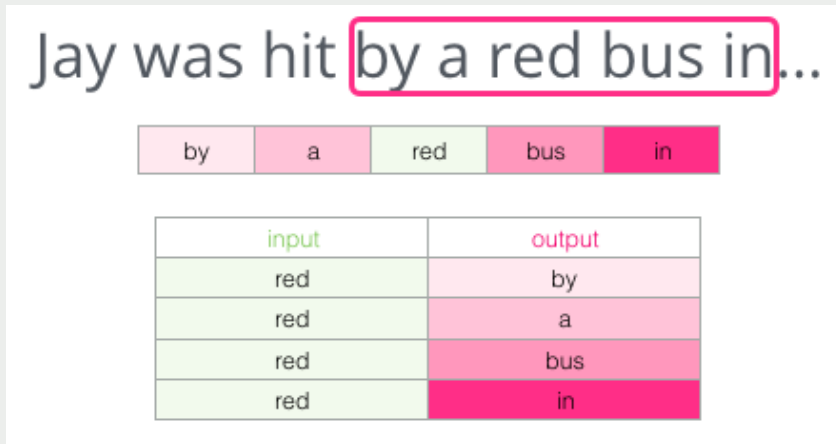 Jay was hit by a red bus in...
by a red bus in
input output
red by
red a
red bus
red in